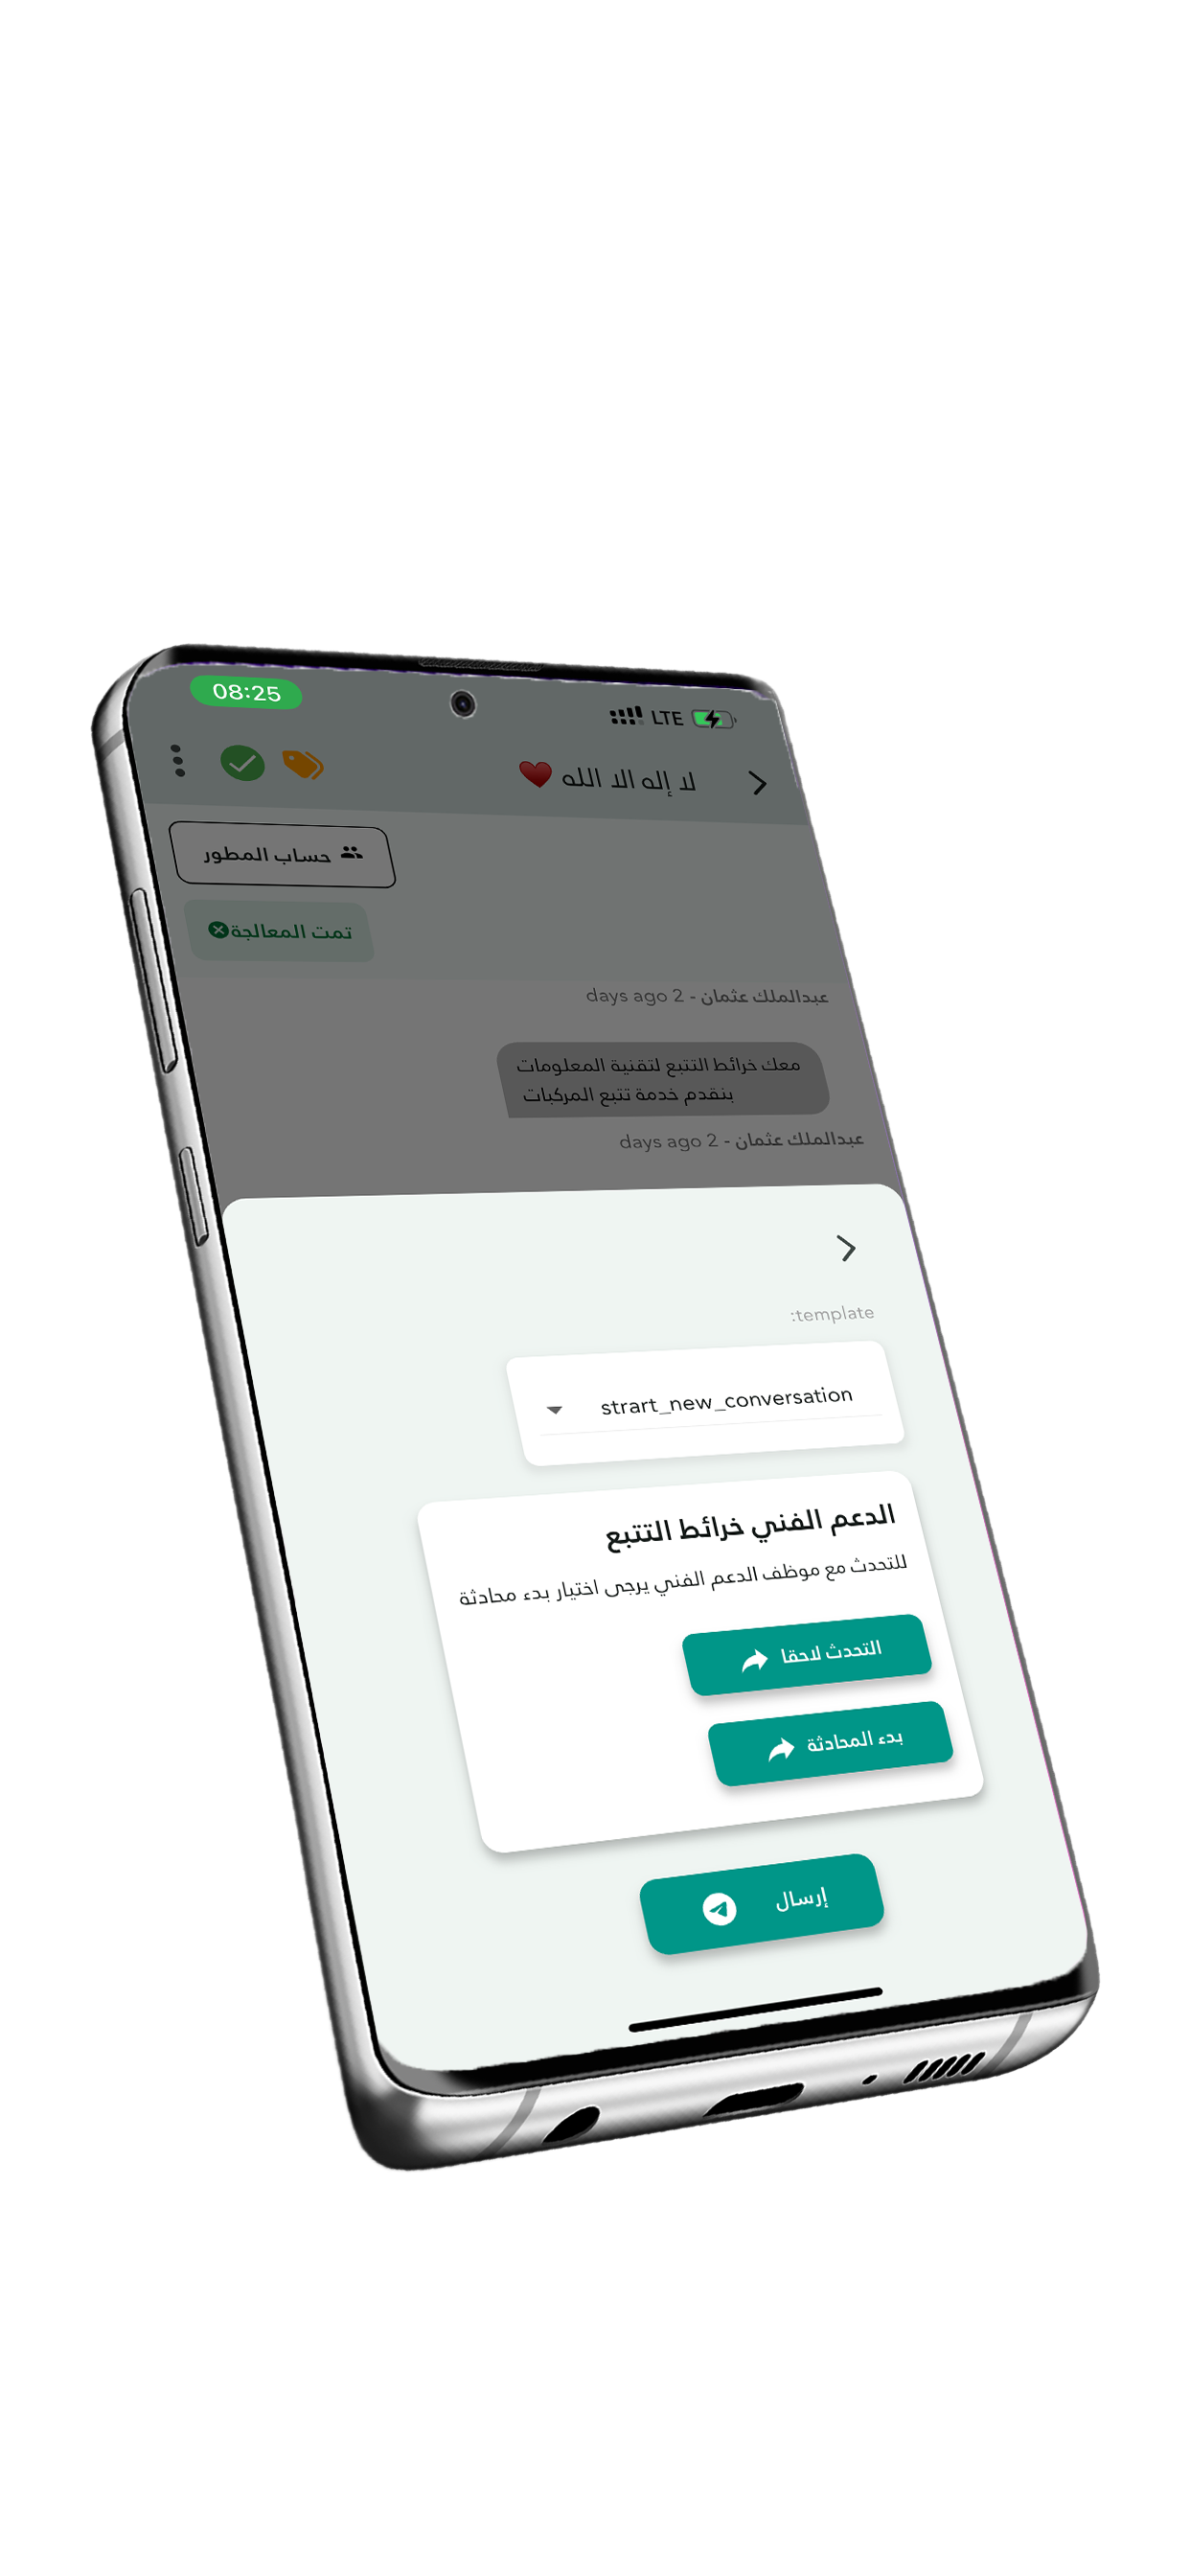 08:25
LTE
لا إله الا الله ❤️
حساب المطور
تمت المعالجة
عبدالملك عثمان - 2 days ago
معك خرائط التتبع لتقنية المعلومات
بنقدم خدمة تتبع المركبات
عبدالملك عثمان - 2 days ago
template:
strart_new_conversation
الدعم الفني خرائط التتبع
للتحدث مع موظف الدعم الفني يرجى اختيار بدء محادثة
التحدث لاحقا
بدء المحادثة
إرسال